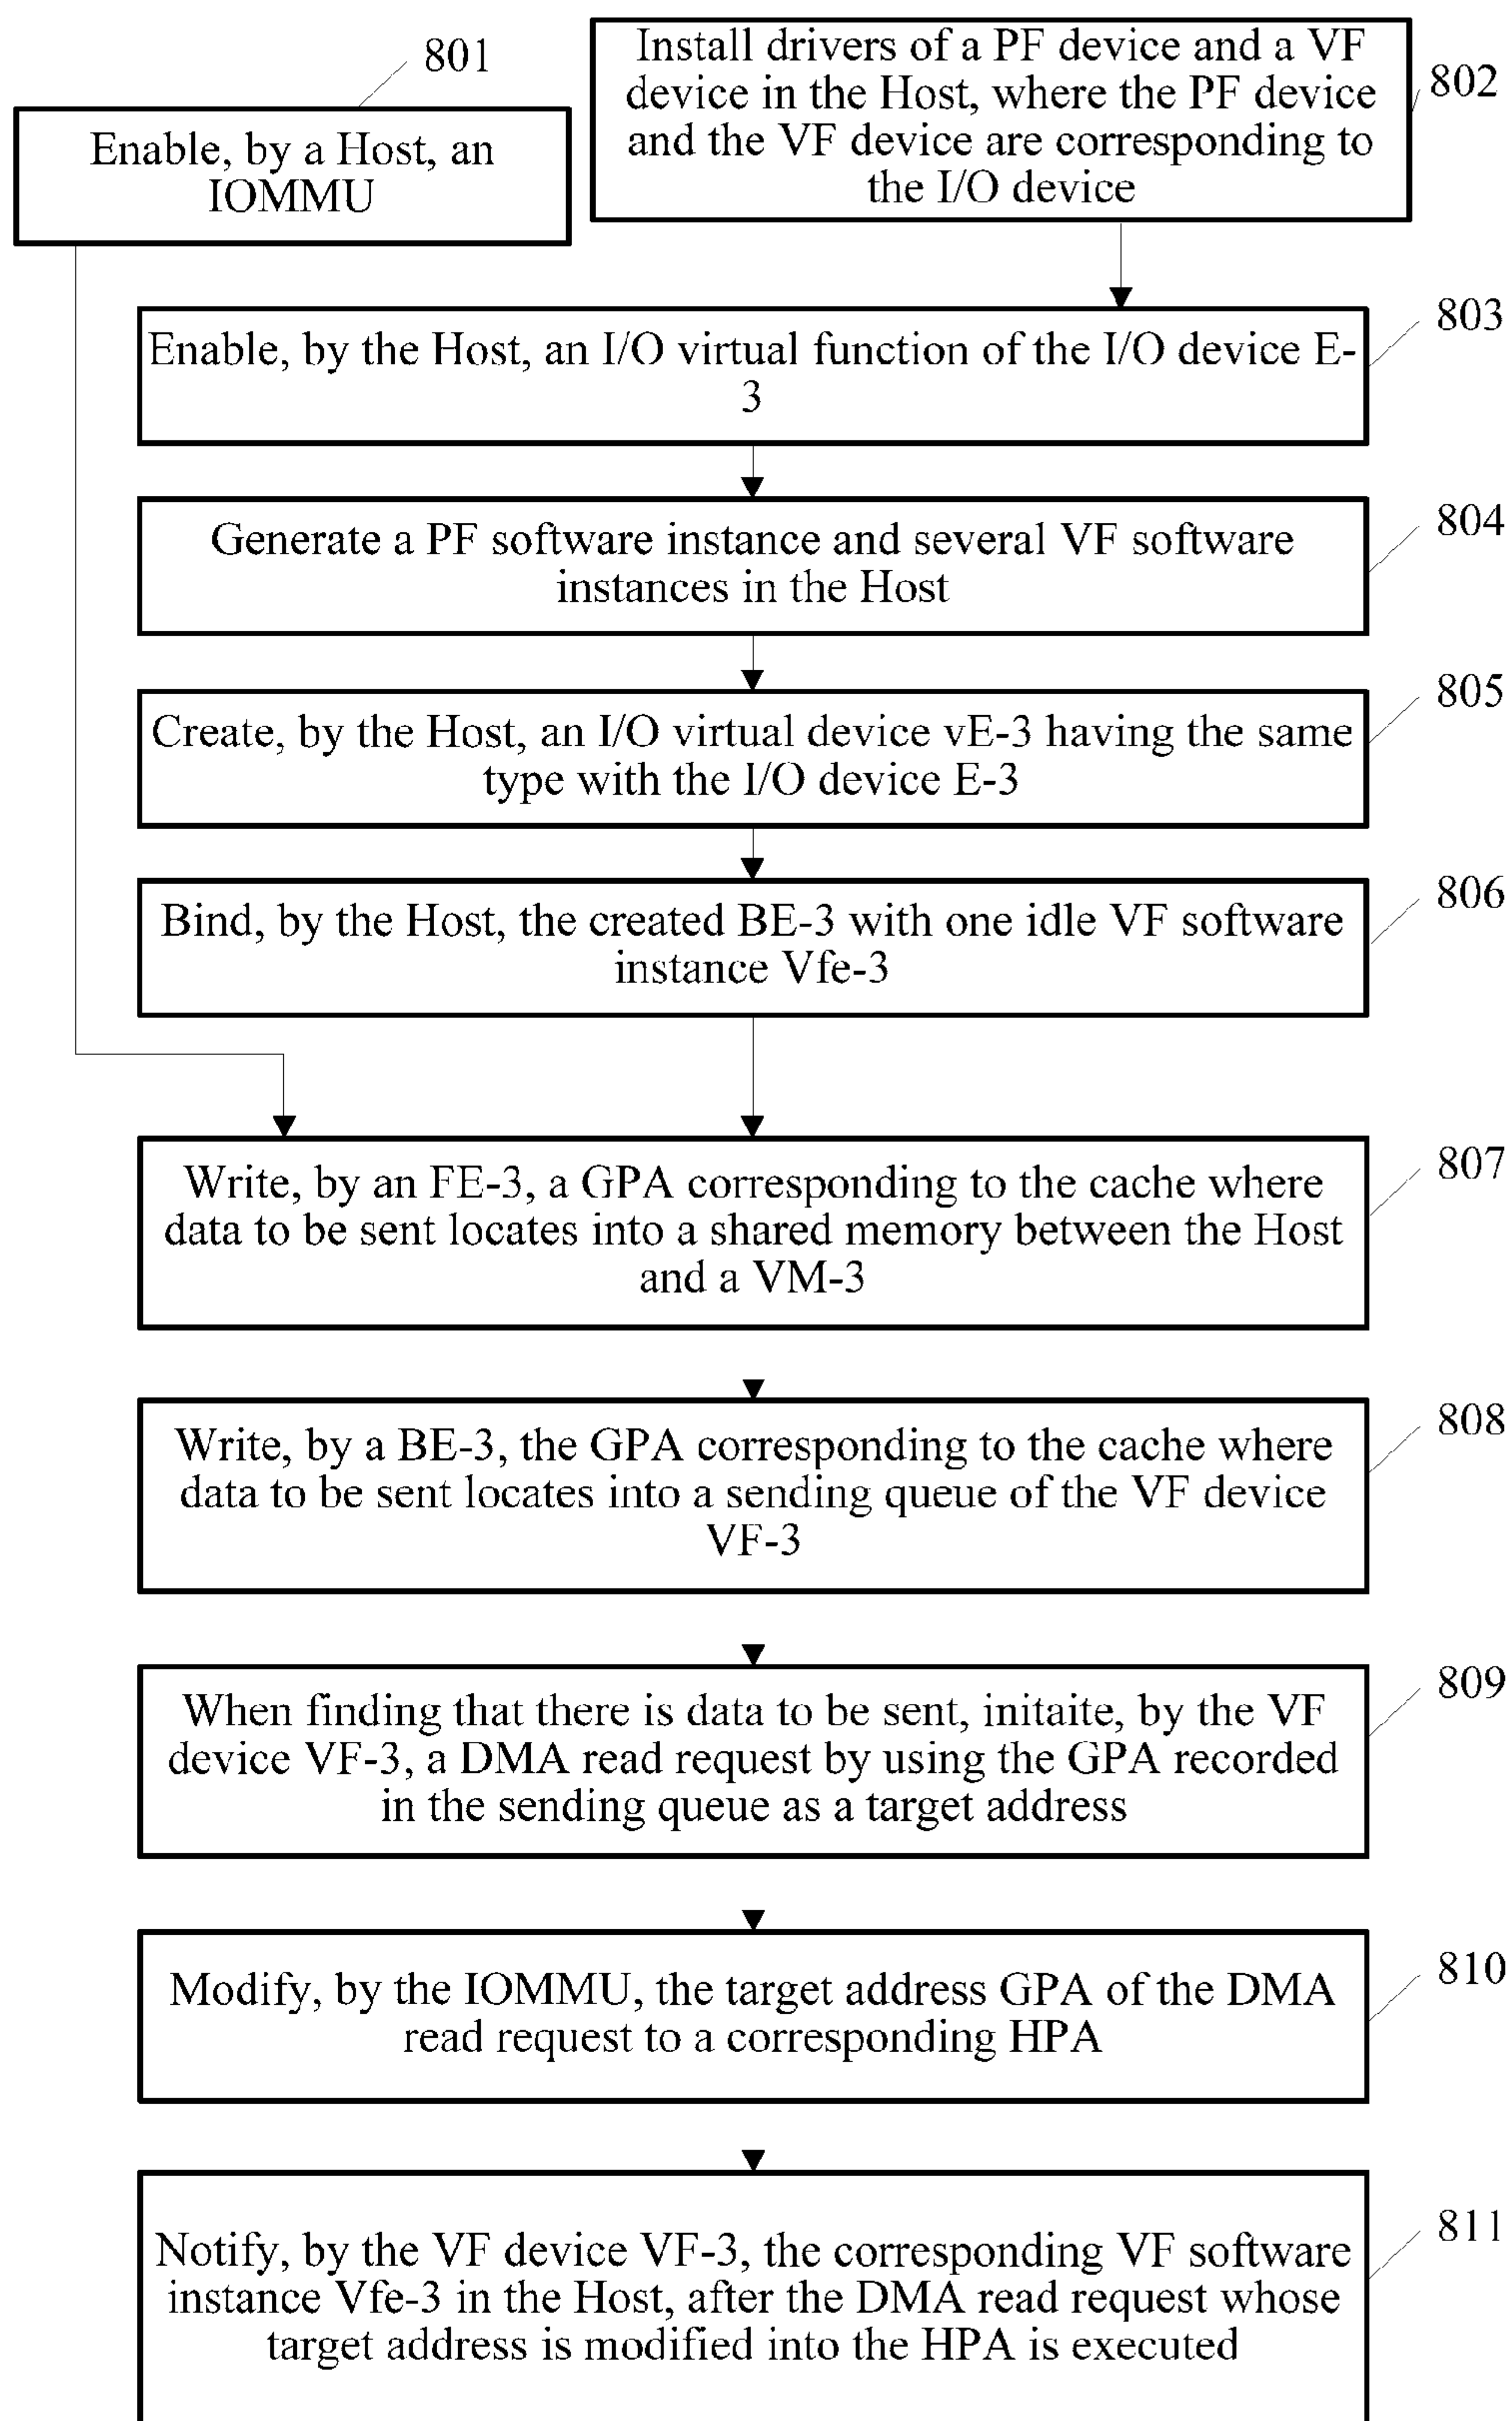 801
Enable, by a Host, an
IOMMU
Install drivers of a PF device and a VF
device in the Host, where the PF device
and the VF device are corresponding to
the I/O device
802
Enable, by the Host, an I/O virtual function of the I/O device E-
3
803
Generate a PF software instance and several VF software
instances in the Host
804
Create, by the Host, an I/O virtual device vE-3 having the same
type with the I/O device E-3
805
Bind, by the Host, the created BE-3 with one idle VF software
instance Vfe-3
806
Write, by an FE-3, a GPA corresponding to the cache where
data to be sent locates into a shared memory between the Host
and a VM-3
807
Write, by a BE-3, the GPA corresponding to the cache where
data to be sent locates into a sending queue of the VF device
VF-3
808
When finding that there is data to be sent, initaite, by the VF
device VF-3, a DMA read request by using the GPA recorded
in the sending queue as a target address
809
Modify, by the IOMMU, the target address GPA of the DMA
read request to a corresponding HPA
810
Notify, by the VF device VF-3, the corresponding VF software
instance Vfe-3 in the Host, after the DMA read request whose
target address is modified into the HPA is executed
811